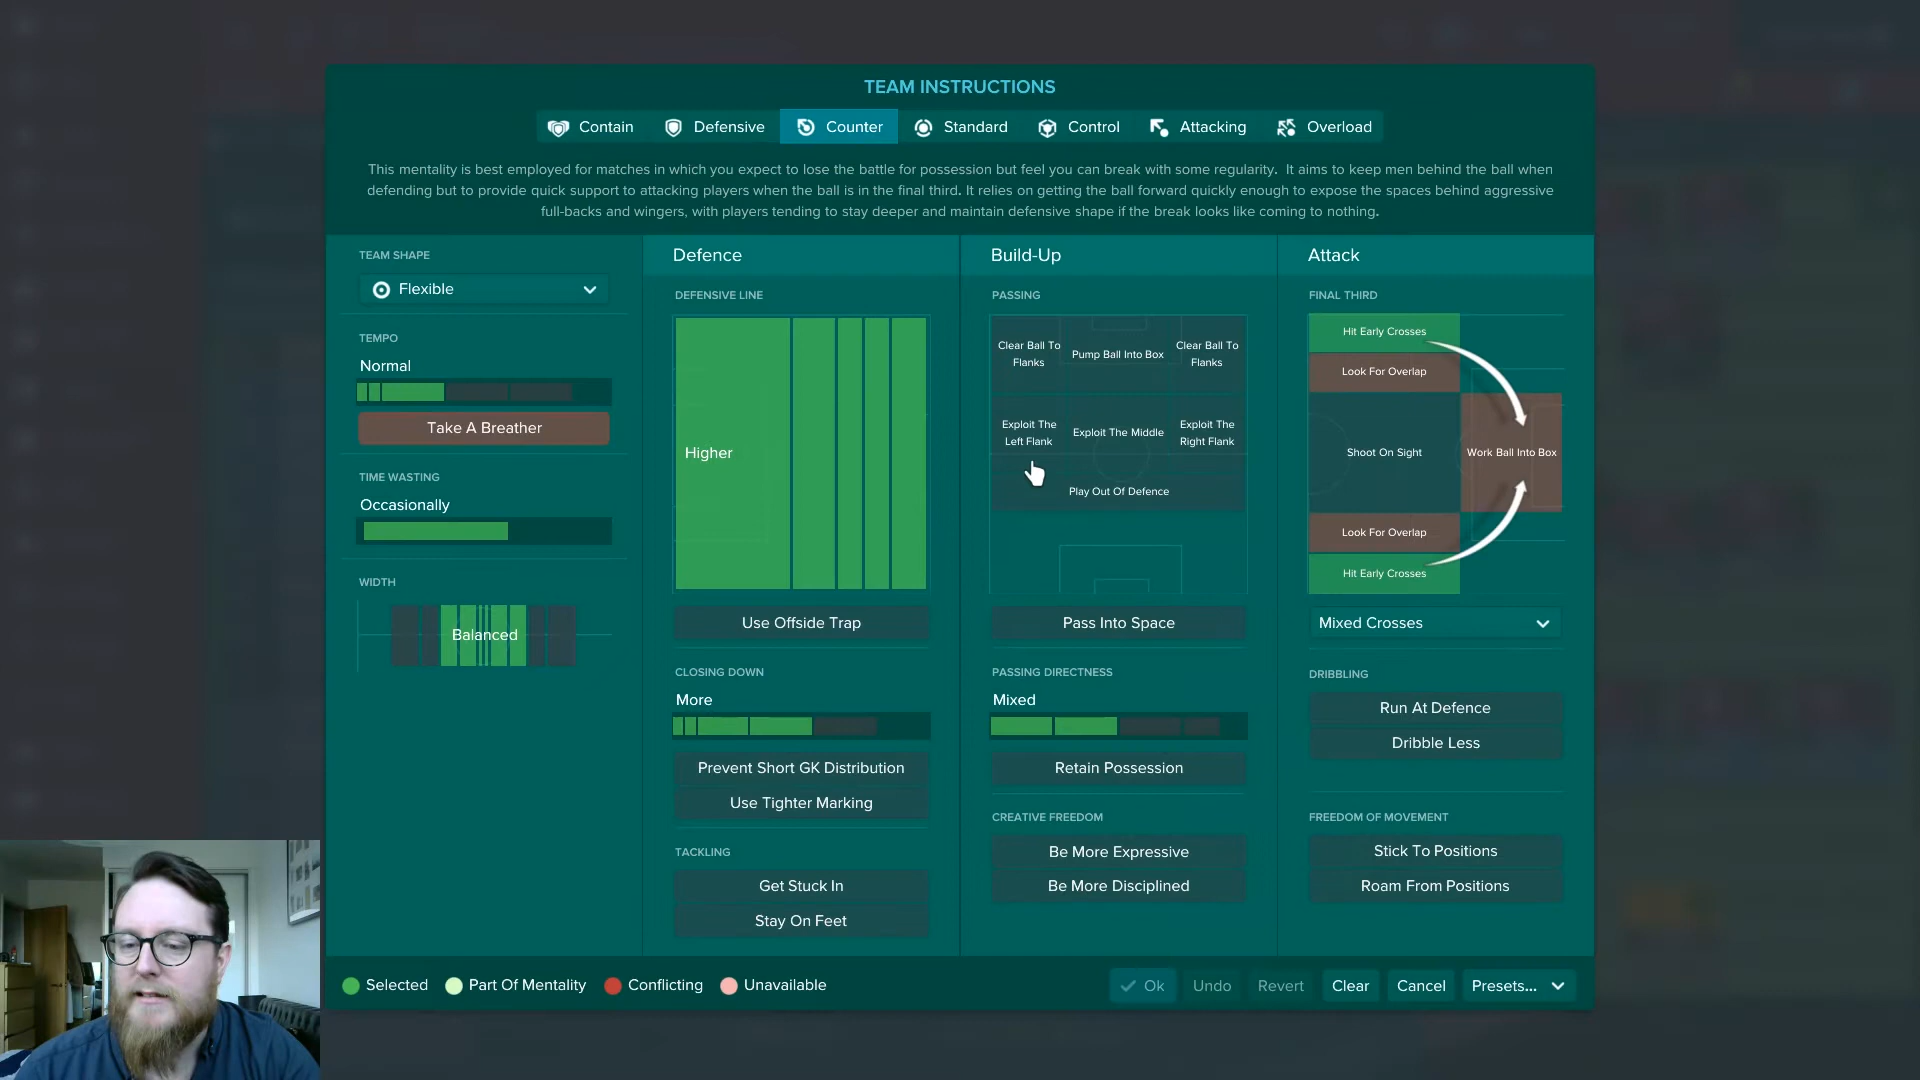 TEAM INSTRUCTIONS
Contain
Defensive
Counter
Standard
Control
Attacking
Overload
This mentality is best employed for matches in which you expect to lose the battle for possession but feel you can break with some regularity. It aims to keep men behind the ball when
defending but to provide quick support to attacking players when the ball is in the final third. It relies on getting the ball forward quickly enough to expose the spaces behind aggressive
full-backs and wingers, with players tending to stay deeper and maintain defensive shape if the break looks like coming to nothing.
TEAM SHAPE
Flexible
TEMPO
Normal
Take A Breather
TIME WASTING
Occasionally
WIDTH
Balanced
Defence
DEFENSIVE LINE
Higher
Use Offside Trap
CLOSING DOWN
More
Prevent Short GK Distribution
Use Tighter Marking
TACKLING
Get Stuck In
Stay On Feet
Build-Up
PASSING
Clear Ball To
Flanks
Pump Ball Into Box
Clear Ball To
Flanks
Exploit The
Left Flank
Exploit The Middle
Exploit The
Right Flank
Play Out Of Defence
Pass Into Space
PASSING DIRECTNESS
Mixed
Retain Possession
CREATIVE FREEDOM
Be More Expressive
Be More Disciplined
Attack
FINAL THIRD
Hit Early Crosses
Look For Overlap
Shoot On Sight
Work Ball Into Box
Look For Overlap
Hit Early Crosses
Mixed Crosses
DRIBBLING
Run At Defence
Dribble Less
FREEDOM OF MOVEMENT
Stick To Positions
Roam From Positions
Selected
Part Of Mentality
Conflicting
Unavailable
Ok
Undo
Revert
Clear
Cancel
Presets...